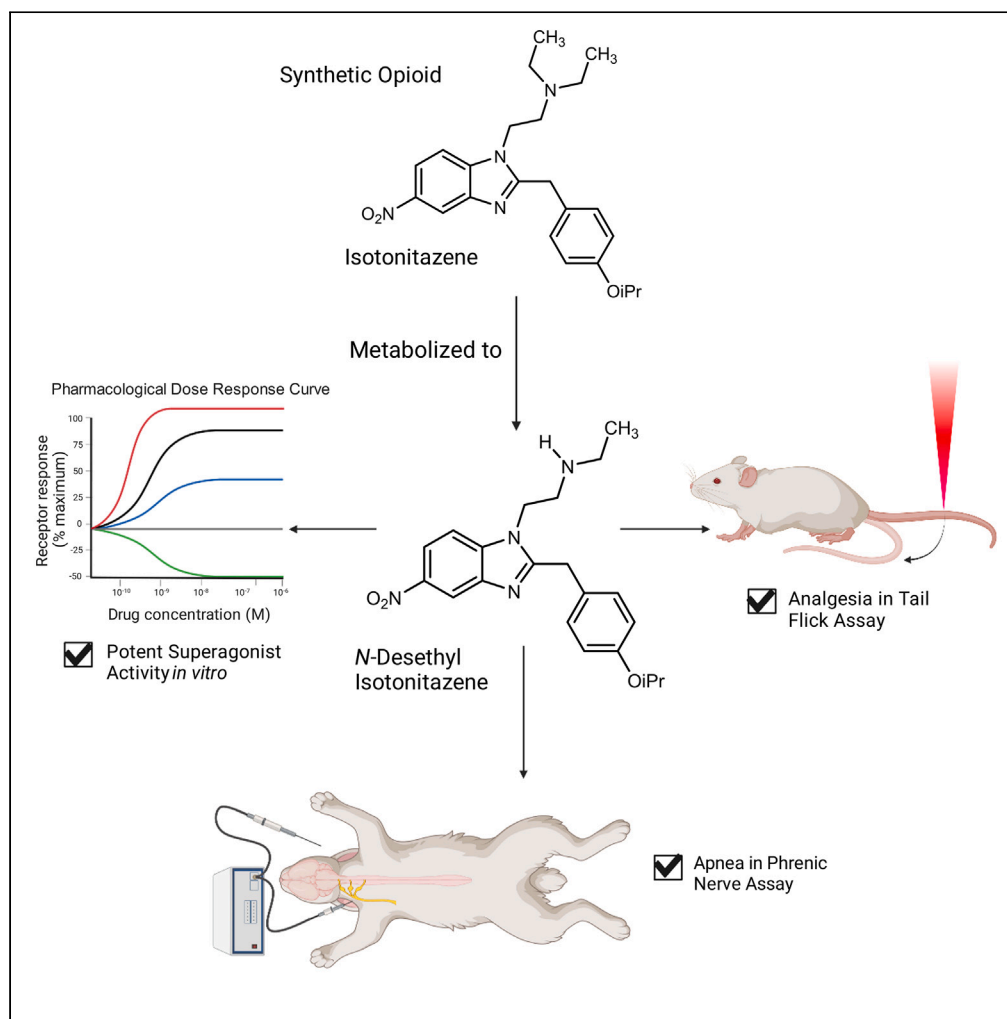 Synthetic Opioid
CH₃
CH₃
N
N
N
O₂N
OiPr
Isotonitazene
Metabolized to
Pharmacological Dose Response Curve
Receptor response
(% maximum)
100
75
50
25
0
-25
-50
10⁻¹⁰
10⁻⁹
10⁻⁸
10⁻⁷
10⁻⁶
Drug concentration (M)
Potent Superagonist
Activity in vitro
H
N
CH₃
N
N
O₂N
OiPr
N-Desethyl
Isotonitazene
Analgesia in Tail
Flick Assay
Apnea in Phrenic
Nerve Assay